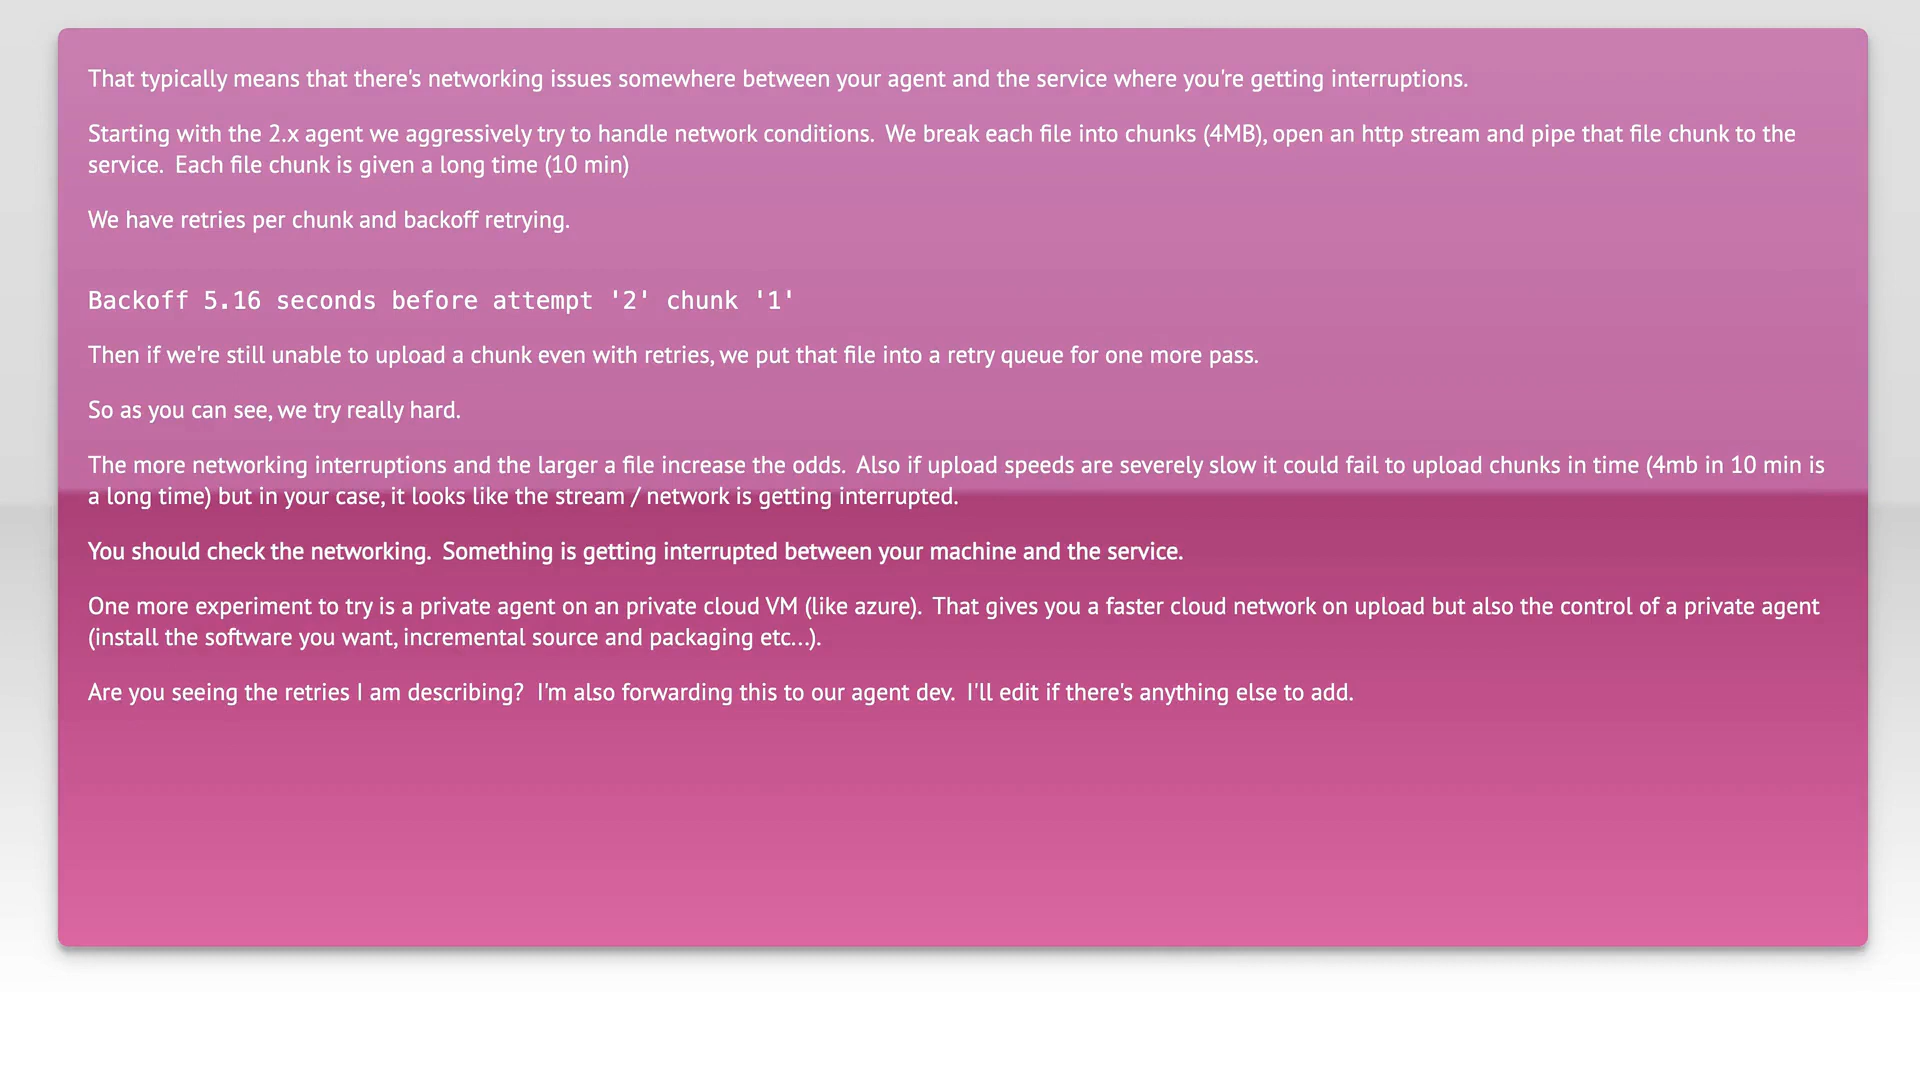 That typically means that there's networking issues somewhere between your agent and the service where you're getting interruptions.
Starting with the 2.x agent we aggressively try to handle network conditions.  We break each file into chunks (4MB), open an http stream and pipe that file chunk to the
service.  Each file chunk is given a long time (10 min)
We have retries per chunk and backoff retrying.
Backoff 5.16 seconds before attempt '2' chunk '1'
Then if we're still unable to upload a chunk even with retries, we put that file into a retry queue for one more pass.
So as you can see, we try really hard.
The more networking interruptions and the larger a file increase the odds.  Also if upload speeds are severely slow it could fail to upload chunks in time (4mb in 10 min is
a long time) but in your case, it looks like the stream / network is getting interrupted.
You should check the networking.  Something is getting interrupted between your machine and the service.
One more experiment to try is a private agent on an private cloud VM (like azure).  That gives you a faster cloud network on upload but also the control of a private agent
(install the software you want, incremental source and packaging etc...).
Are you seeing the retries I am describing?  I'm also forwarding this to our agent dev.  I'll edit if there's anything else to add.